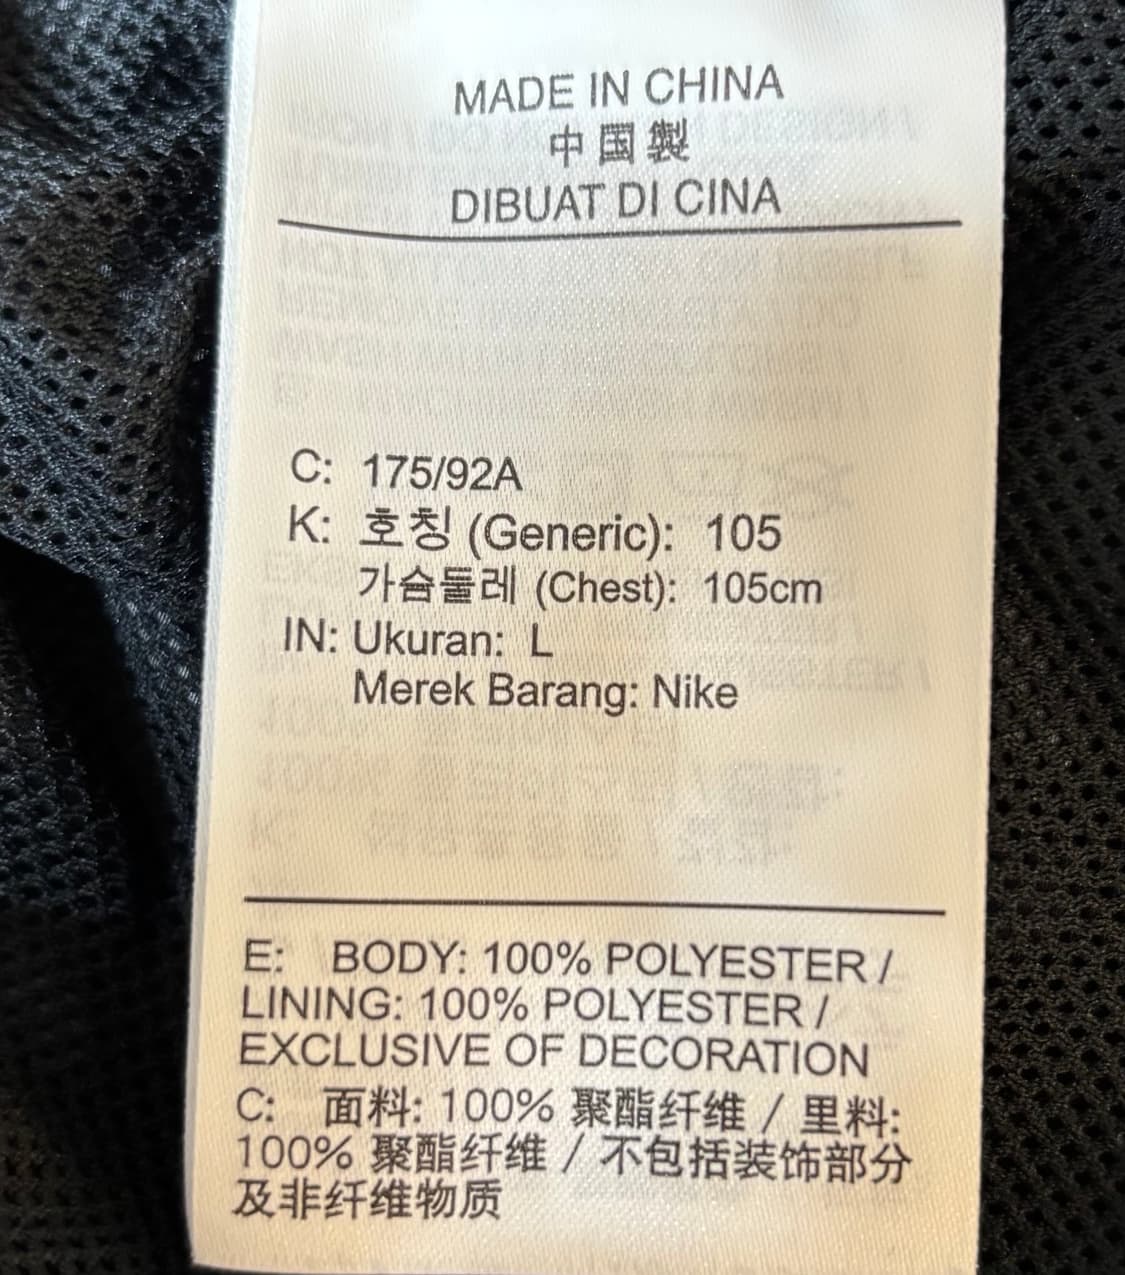 MADE IN CHINA
中国製
DIBUAT DI CINA
C: 175/92A
K: 호칭 (Generic): 105
가슴둘레 (Chest): 105cm
IN: Ukuran: L
Merek Barang: Nike
E: BODY: 100% POLYESTER /
LINING: 100% POLYESTER /
EXCLUSIVE OF DECORATION
C: 面料: 100% 聚酯纤维 / 里料:
100% 聚酯纤维 / 不包括装饰部分
及非纤维物质